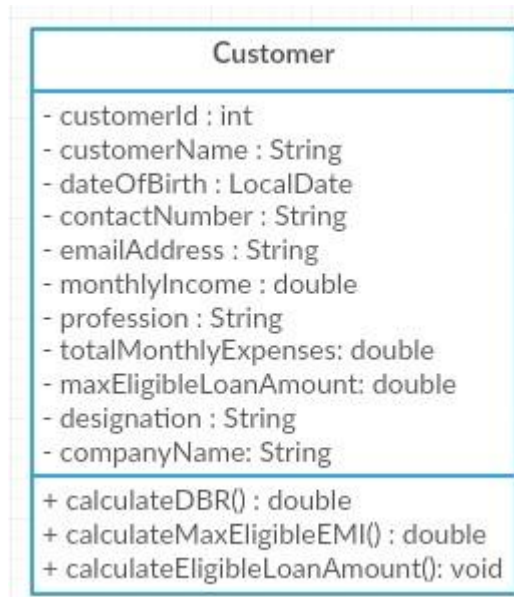 Customer
- customerId : int
- customerName : String
- dateOfBirth : LocalDate
- contactNumber : String
- emailAddress : String
- monthlyIncome : double
- profession : String
- totalMonthlyExpenses: double
- maxEligibleLoanAmount: double
- designation : String
- companyName: String
+ calculateDBR() : double
+ calculateMaxEligibleEMI() : double
+ calculateEligibleLoanAmount(): void